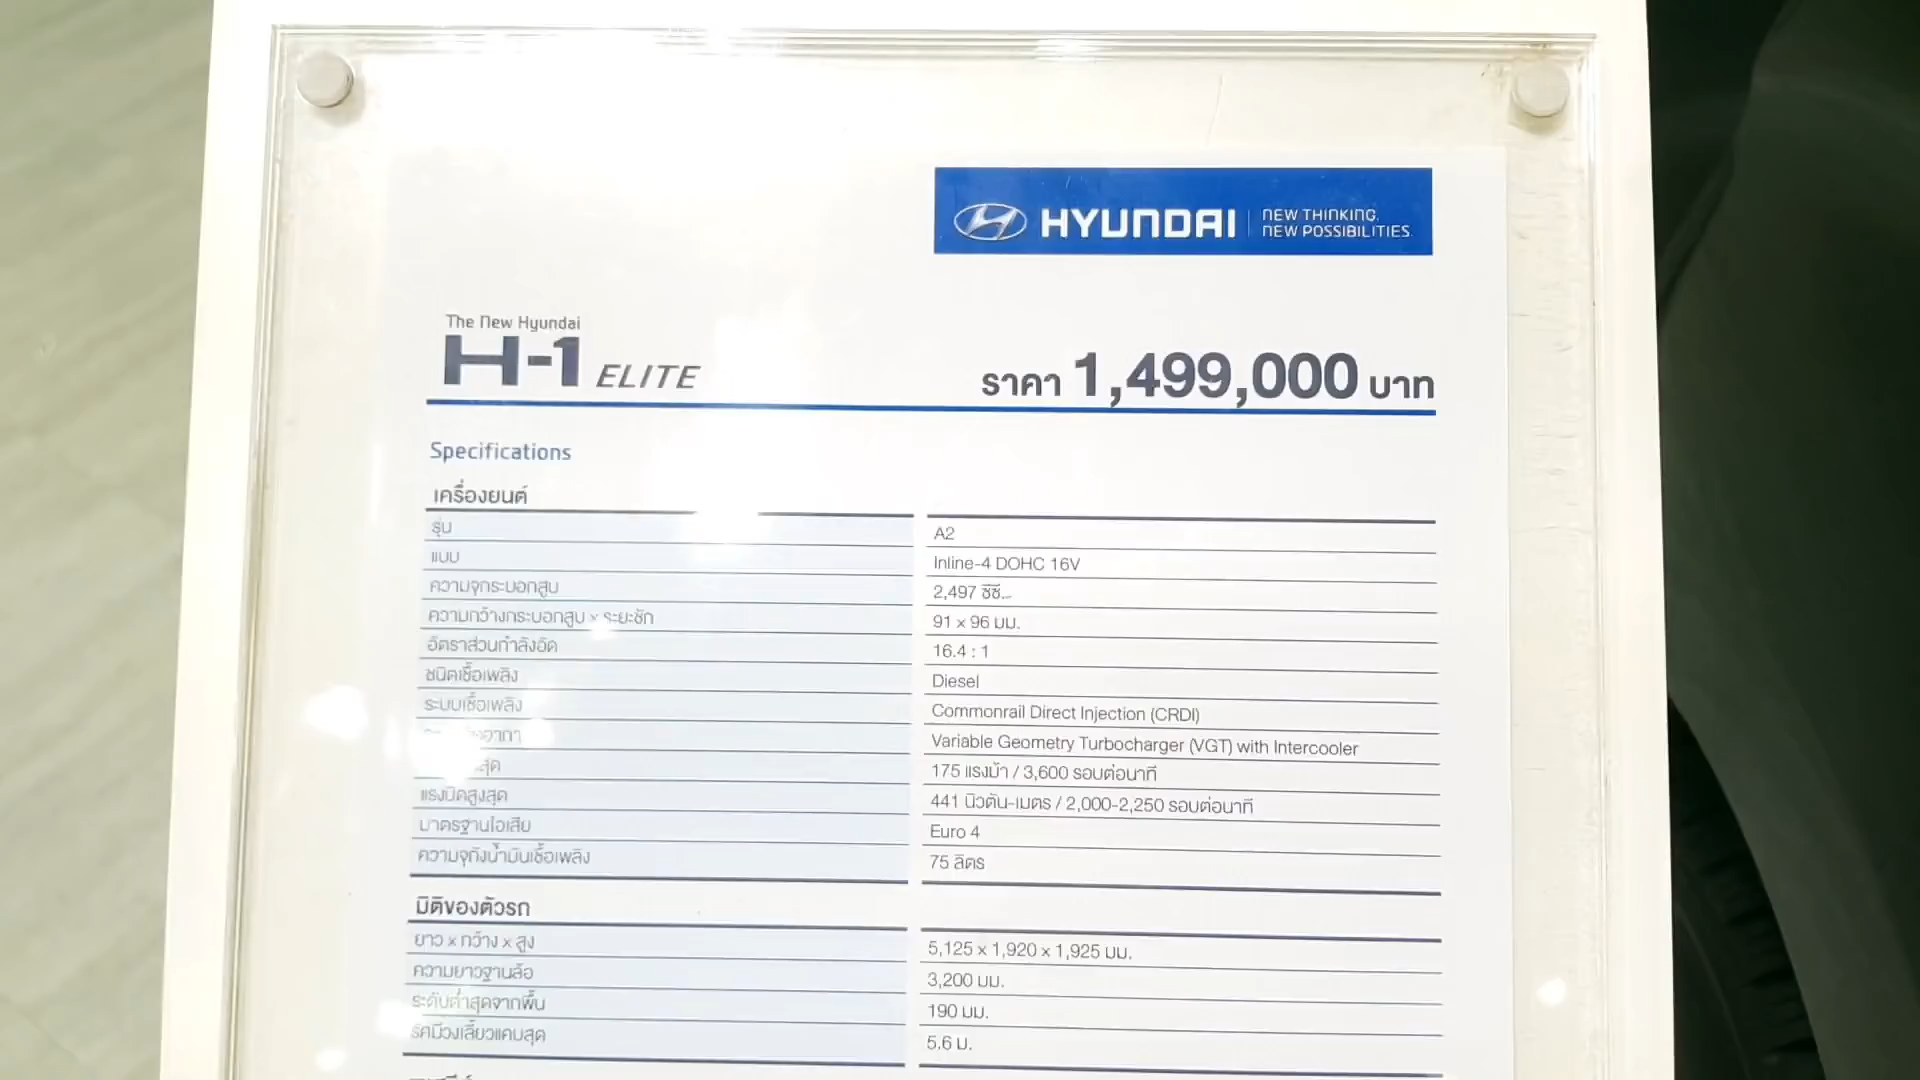 HYUNDAI
NEW THINKING.
NEW POSSIBILITIES.
The New Hyundai
H-1 ELITE
ราคา 1,499,000 บาท
Specifications
เครื่องยนต์
รุ่น A2
แบบ Inline-4 DOHC 16V
ความจุกระบอกสูบ 2,497 ซีซี
ความกว้างกระบอกสูบ x ระยะชัก 91 x 96 มม.
อัตราส่วนกำลังอัด 16.4 : 1
ชนิดเชื้อเพลิง Diesel
ระบบเชื้อเพลิง Commonrail Direct Injection (CRDI)
Variable Geometry Turbocharger (VGT) with Intercooler
175 แรงม้า / 3,600 รอบต่อนาที
แรงบิดสูงสุด 441 นิวตัน-เมตร / 2,000-2,250 รอบต่อนาที
มาตรฐานไอเสีย Euro 4
ความจุถังน้ำมันเชื้อเพลิง 75 ลิตร
มิติของตัวรถ
ยาว x กว้าง x สูง 5,125 x 1,920 x 1,925 มม.
ความยาวฐานล้อ 3,200 มม.
ระดับต่ำสุดจากพื้น 190 มม.
รัศมีวงเลี้ยวแคบสุด 5.6 ม.